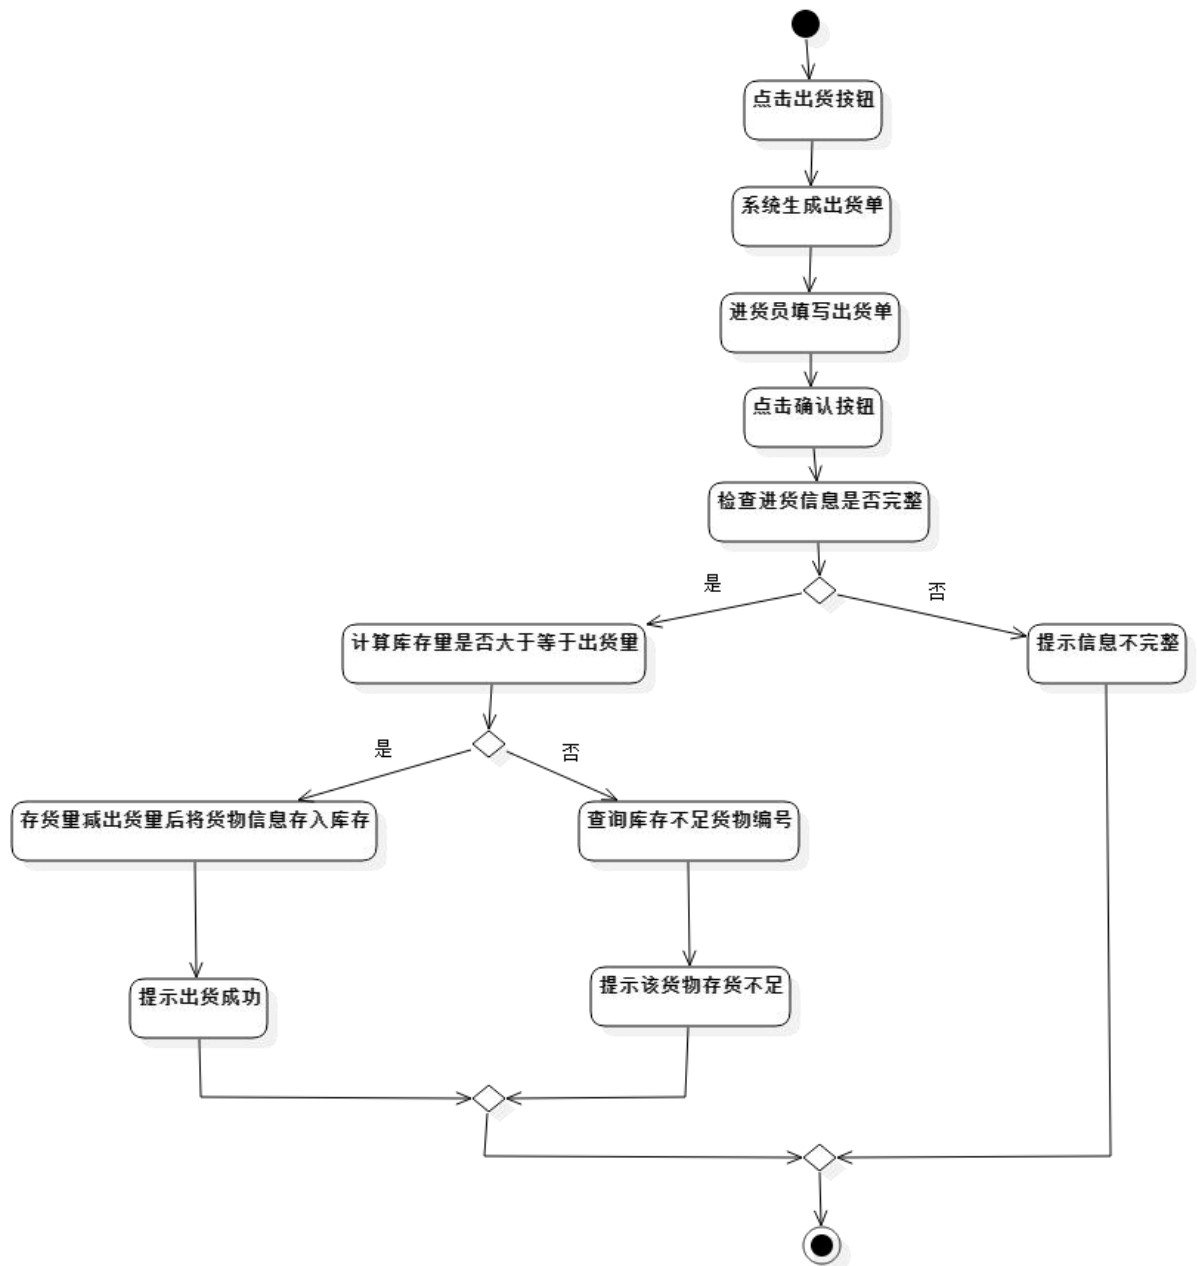 点击出货按钮
系统生成出货单
进货员填写出货单
点击确认按钮
检查进货信息是否完整
是
否
计算库存量是否大于等于出货量
提示信息不完整
是
否
存货量减出货量后将货物信息存入库存
查询库存不足货物编号
提示出货成功
提示该货物存货不足